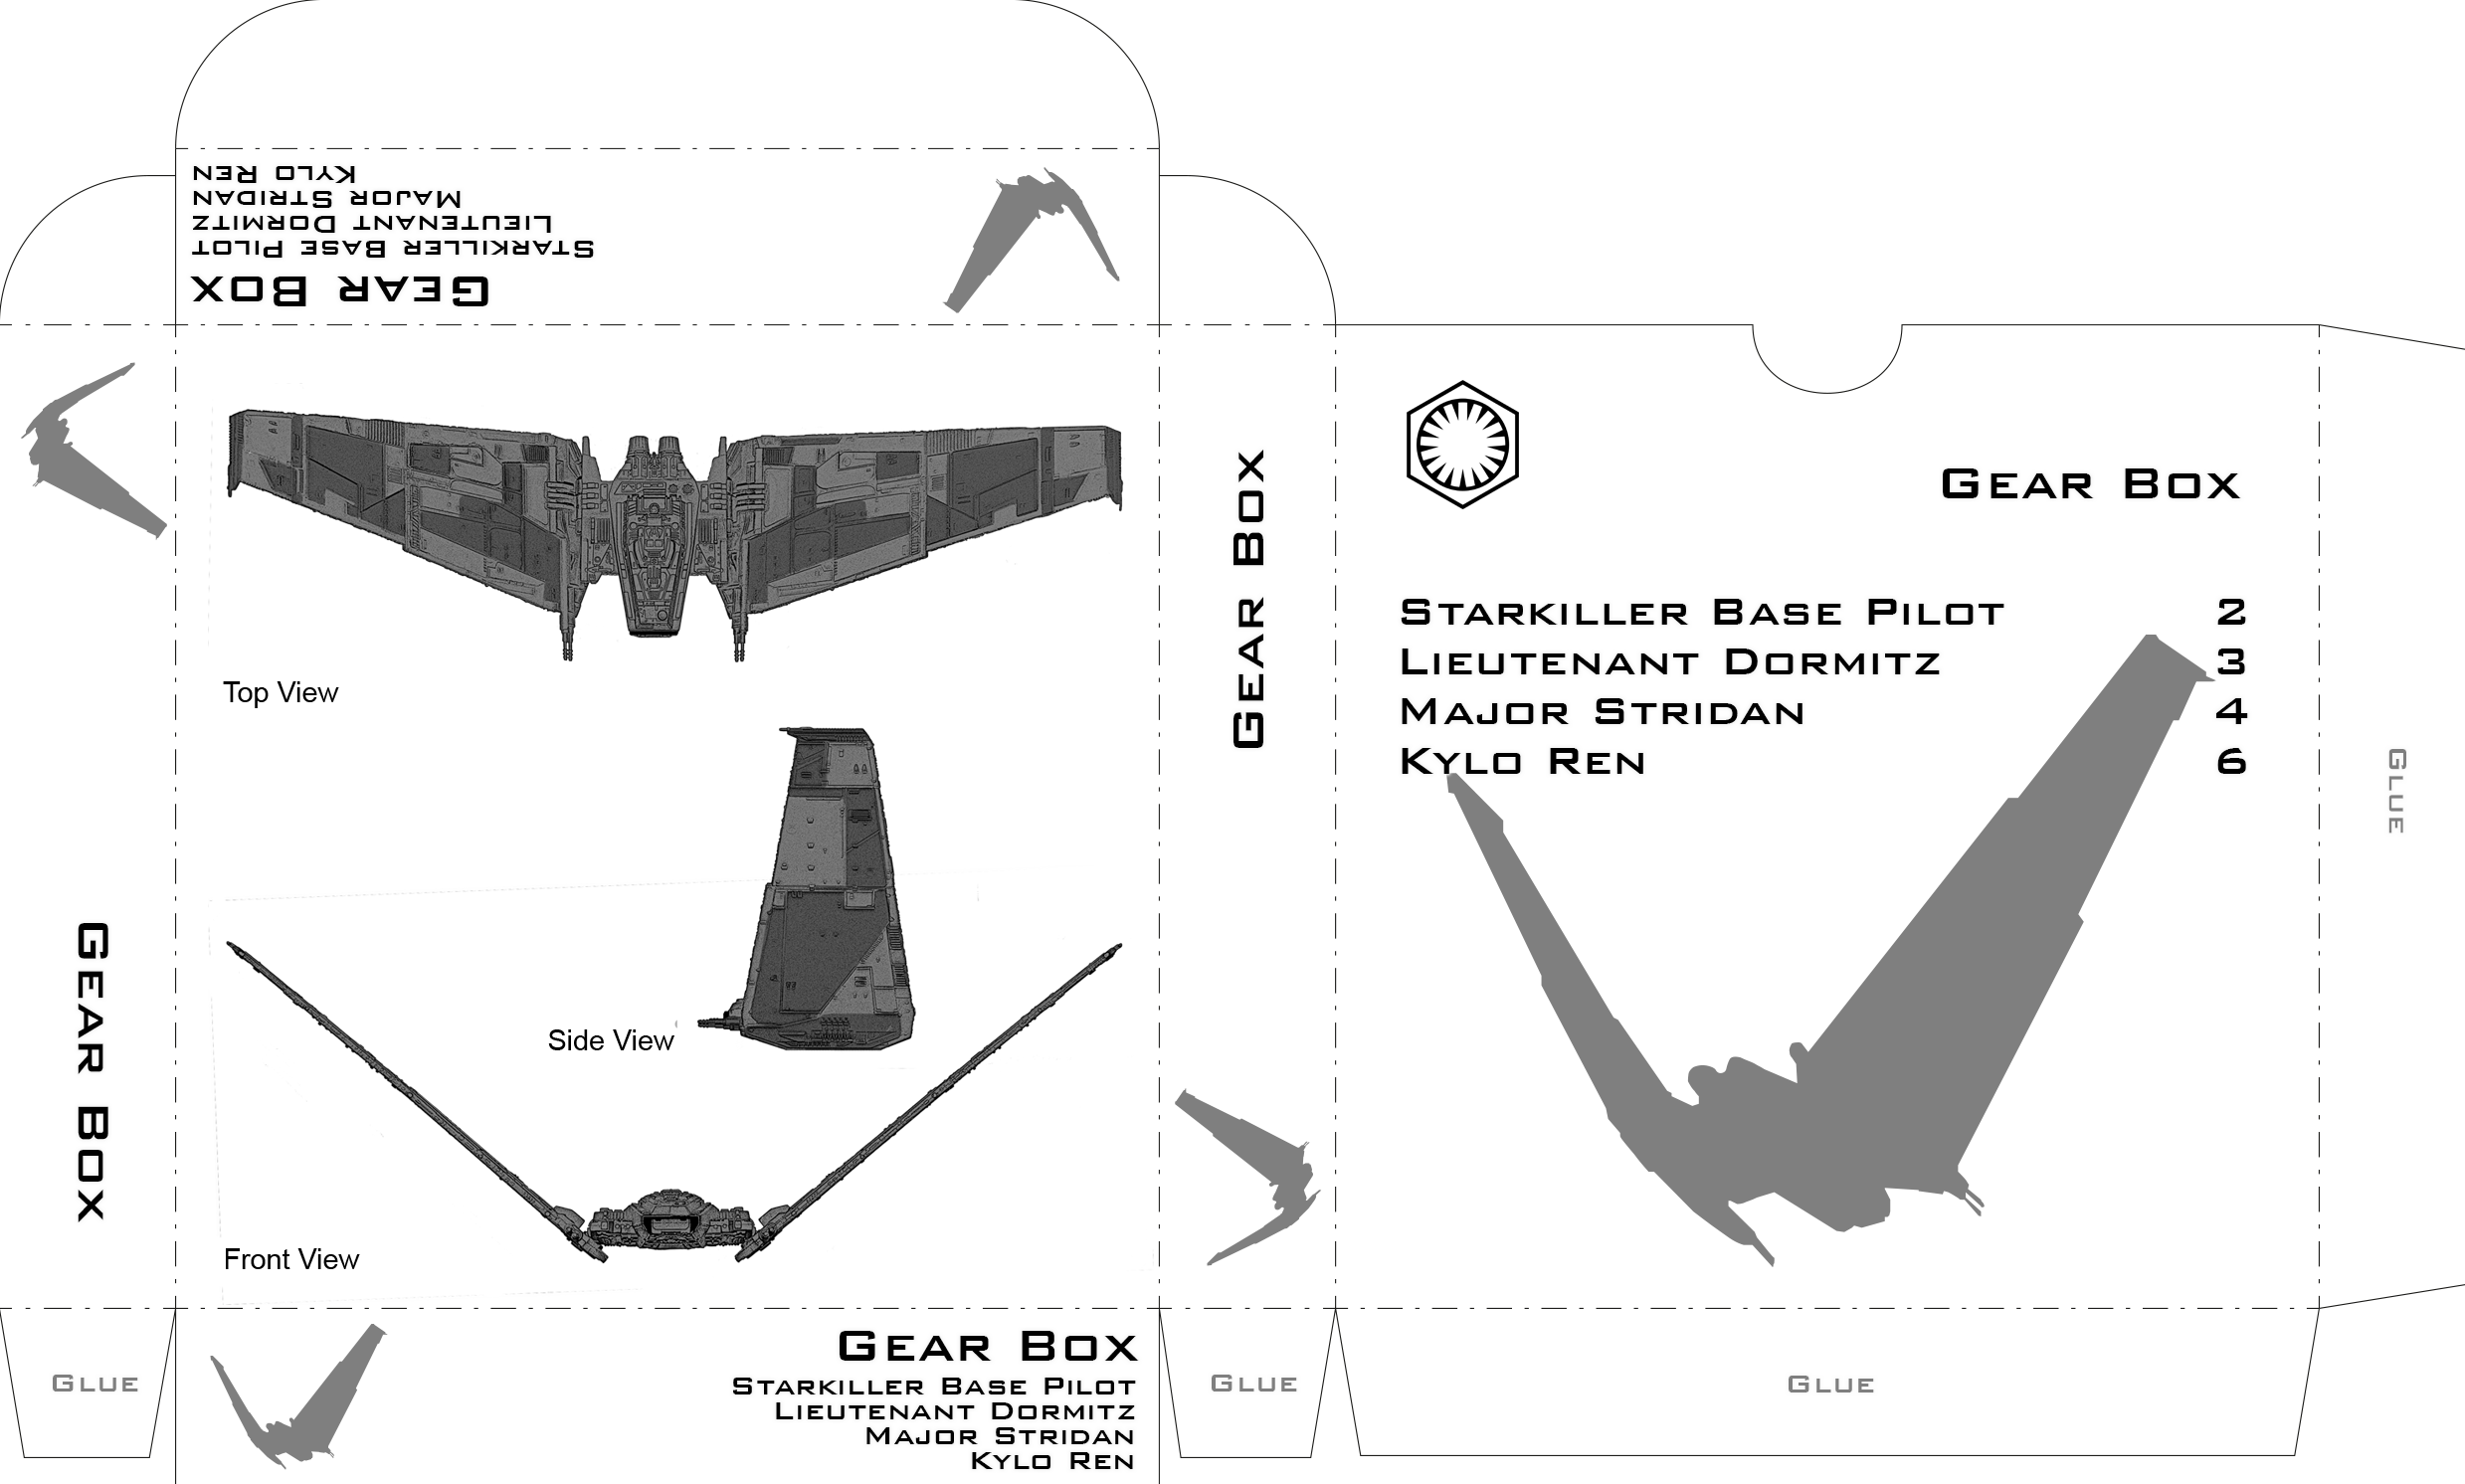 Kylo Ren
Major Stridan
Lieutenant Dormitz
Starkiller Base Pilot
Gear Box
Gear Box
Top View
Side View
Front View
Gear Box
Gear Box
Starkiller Base Pilot 2
Lieutenant Dormitz 3
Major Stridan 4
Kylo Ren 6
Glue
Glue
Gear Box
Starkiller Base Pilot
Lieutenant Dormitz
Major Stridan
Kylo Ren
Glue
Glue